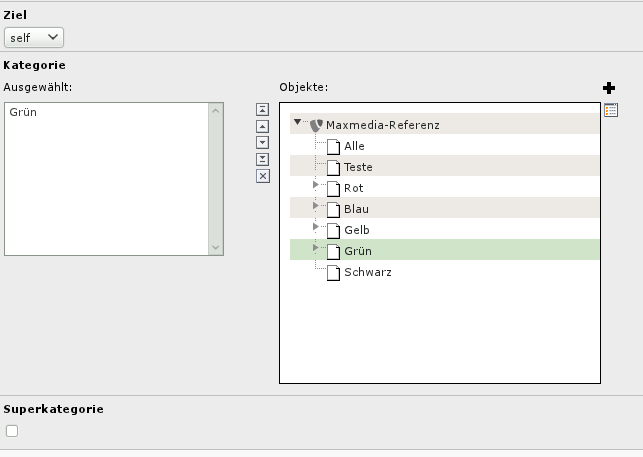 Ziel
self
Kategorie
Ausgewählt:
Objekte:
Grün
Maxmedia-Referenz
Alle
Teste
Rot
Blau
Gelb
Grün
Schwarz
Superkategorie